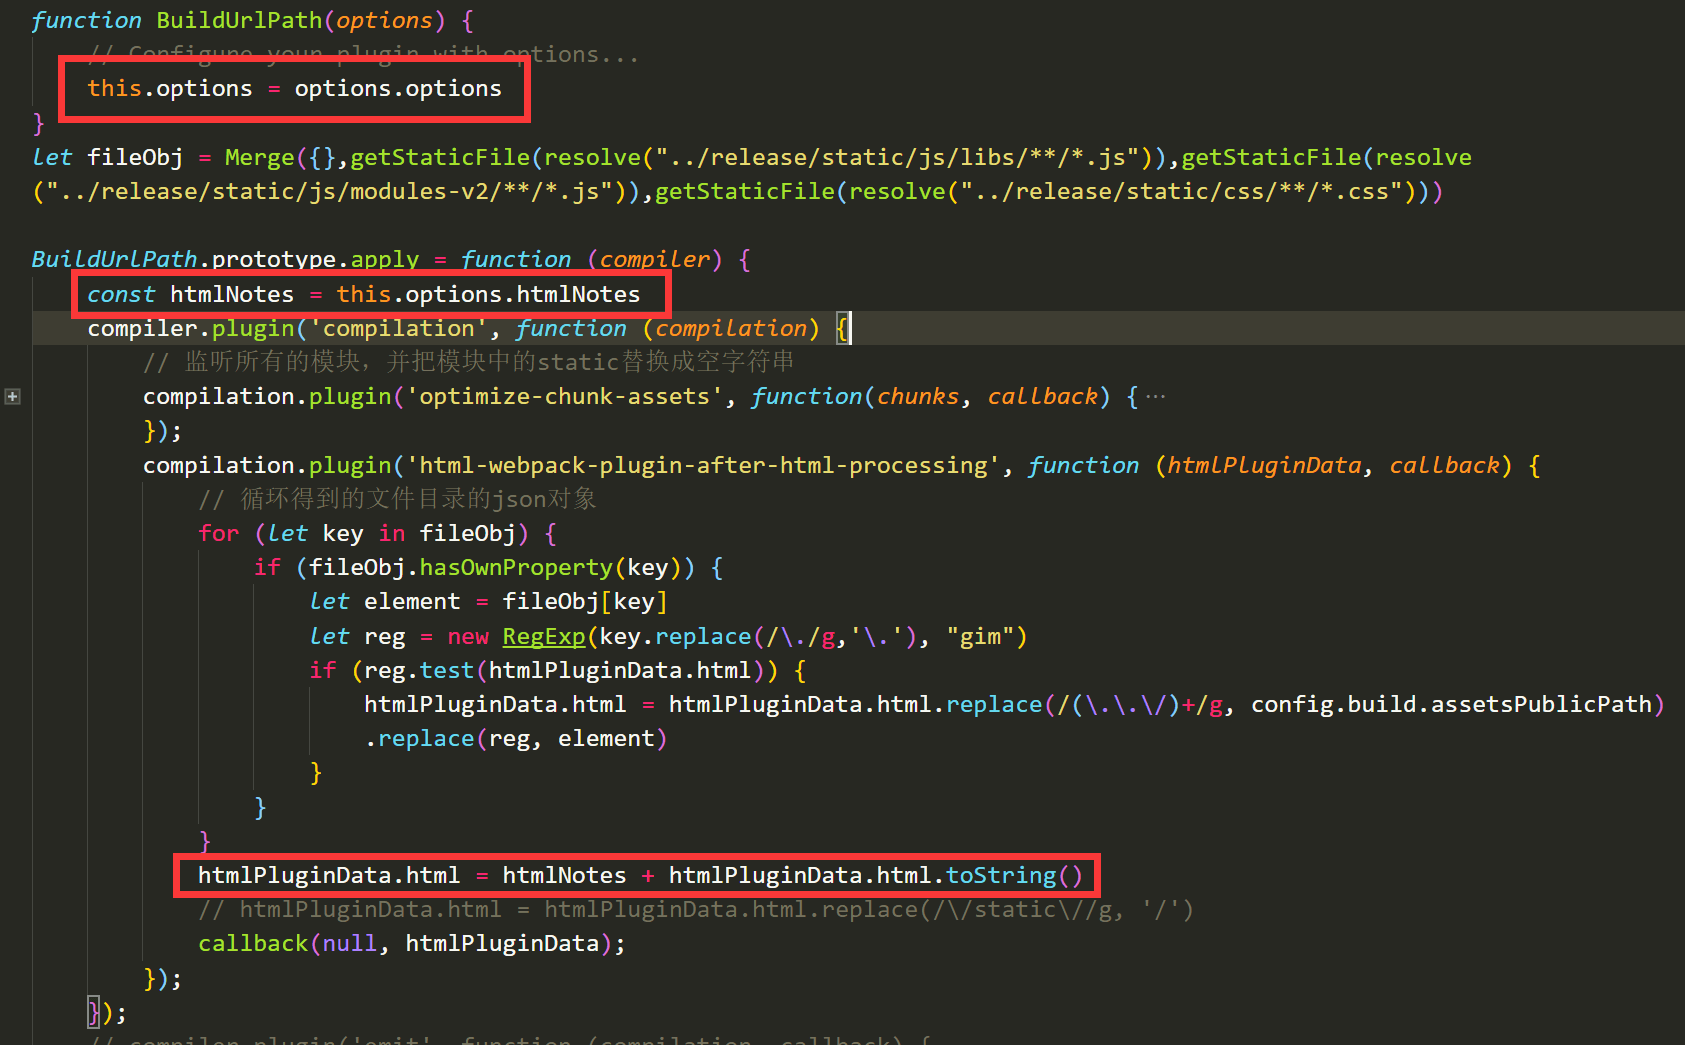 function BuildUrlPath(options) {
// Configure your plugin with options...
this.options = options.options
}
let fileObj = Merge({},getStaticFile(resolve("../release/static/js/libs/**/*.js")),getStaticFile(resolve
("../release/static/js/modules-v2/**/*.js")),getStaticFile(resolve("../release/static/css/**/*.css")))
BuildUrlPath.prototype.apply = function (compiler) {
const htmlNotes = this.options.htmlNotes
compiler.plugin('compilation', function (compilation) {
// 监听所有的模块，并把模块中的static替换成空字符串
compilation.plugin('optimize-chunk-assets', function(chunks, callback) {…
});
compilation.plugin('html-webpack-plugin-after-html-processing', function (htmlPluginData, callback) {
// 循环得到的文件目录的json对象
for (let key in fileObj) {
if (fileObj.hasOwnProperty(key)) {
let element = fileObj[key]
let reg = new RegExp(key.replace(/\./g,'\.'), "gim")
if (reg.test(htmlPluginData.html)) {
htmlPluginData.html = htmlPluginData.html.replace(/(\.\.\/)+/g, config.build.assetsPublicPath)
.replace(reg, element)
}
}
}
htmlPluginData.html = htmlNotes + htmlPluginData.html.toString()
// htmlPluginData.html = htmlPluginData.html.replace(/\/static\//g, '/')
callback(null, htmlPluginData);
});
});
// compiler.plugin('emit', function (compilation, callback) {